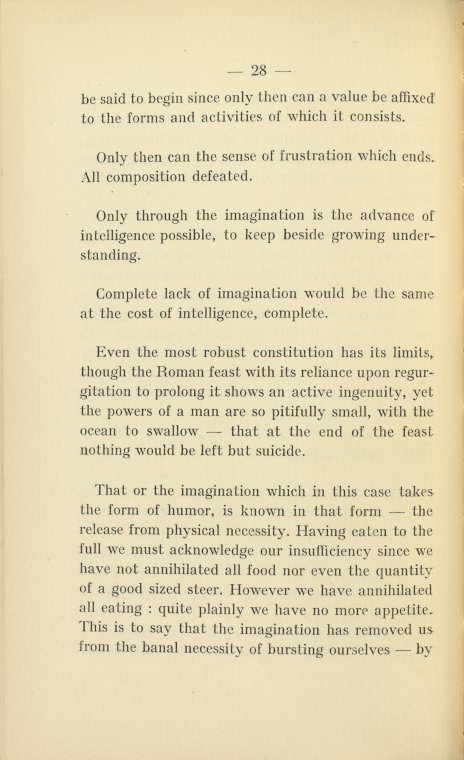 — 28 —
be said to begin since only then can a value be affixed
to the forms and activities of which it consists.
Only then can the sense of frustration which ends.
All composition defeated.
Only through the imagination is the advance of
intelligence possible, to keep beside growing under-
standing.
Complete lack of imagination would be the same
at the cost of intelligence, complete.
Even the most robust constitution has its limits,
though the Roman feast with its reliance upon regur-
gitation to prolong it shows an active ingenuity, yet
the powers of a man are so pitifully small, with the
ocean to swallow — that at the end of the feast
nothing would be left but suicide.
That or the imagination which in this case takes
the form of humor, is known in that form — the
release from physical necessity. Having eaten to the
full we must acknowledge our insufficiency since we
have not annihilated all food nor even the quantity
of a good sized steer. However we have annihilated
all eating : quite plainly we have no more appetite.
This is to say that the imagination has removed us
from the banal necessity of bursting ourselves — by